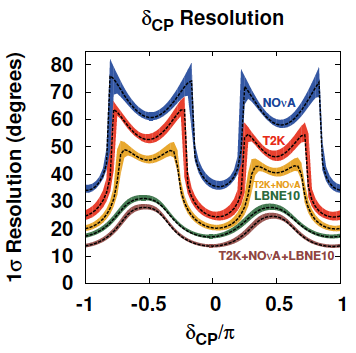 δCP Resolution
1σ Resolution (degrees)
80
70
60
50
40
30
20
10
0
NOνA
T2K
T2K+NOνA
LBNE10
T2K+NOνA+LBNE10
-1
-0.5
0
0.5
1
δCP/π